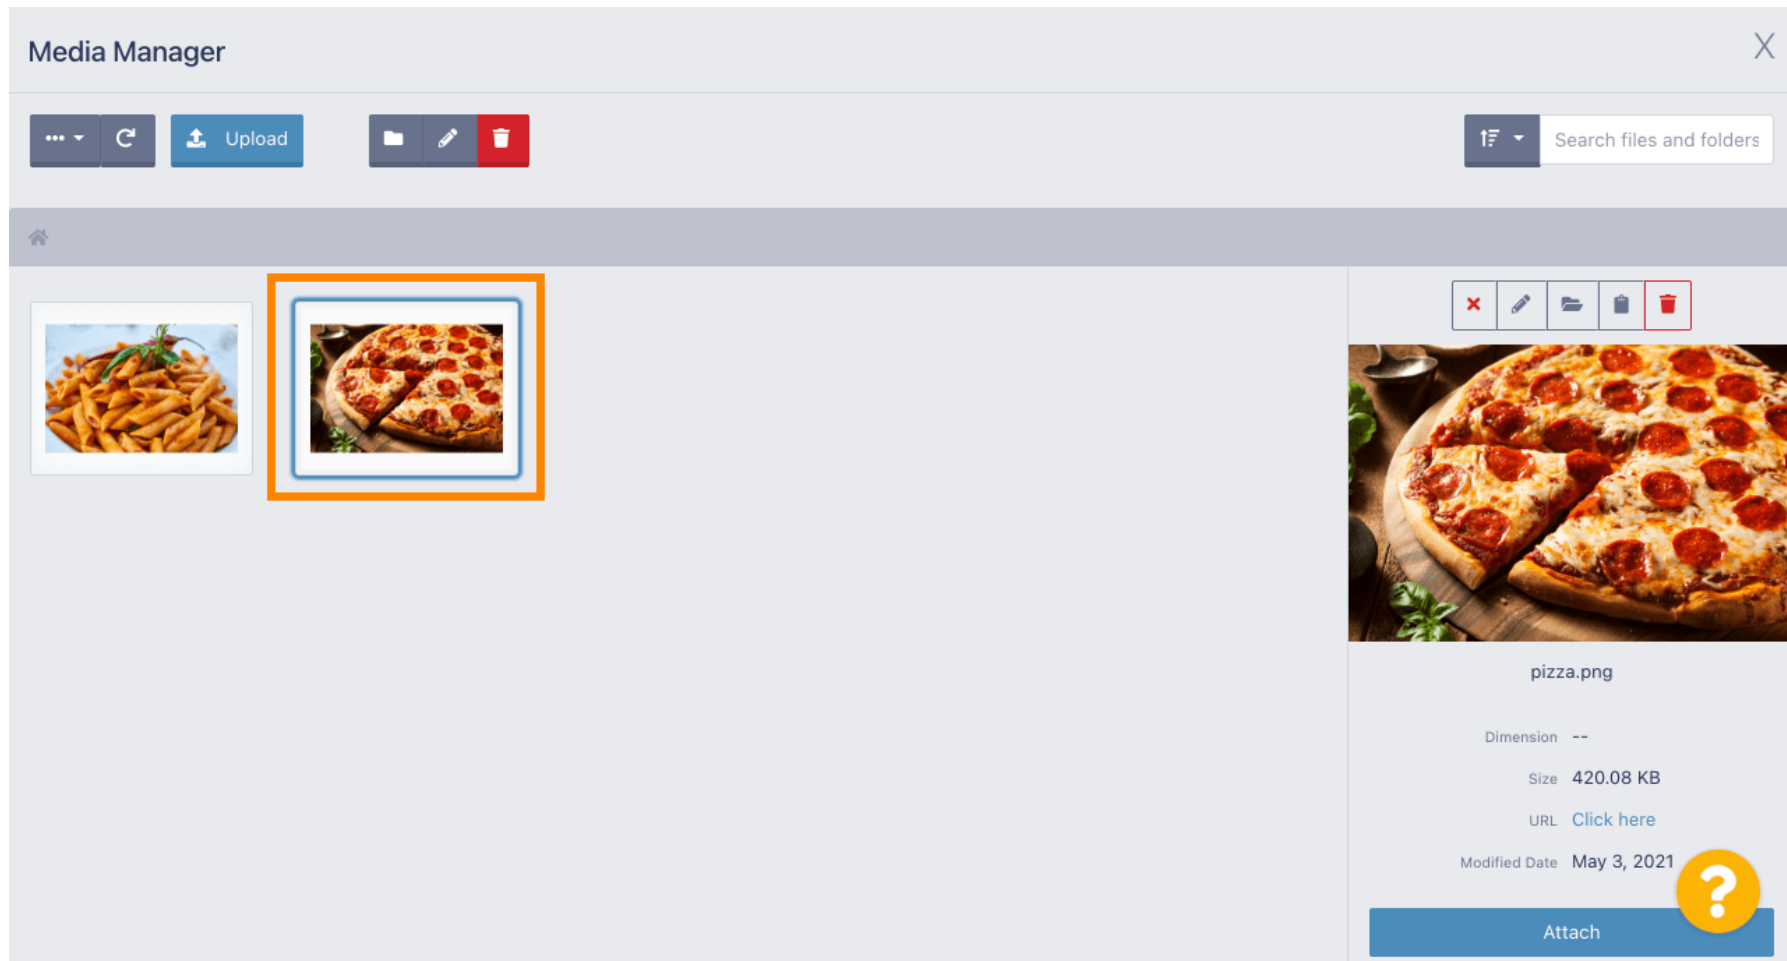 Media Manager
X
Upload
Search files and folders
pizza.png
Dimension --
Size 420.08 KB
URL Click here
Modified Date May 3, 2021
?
Attach